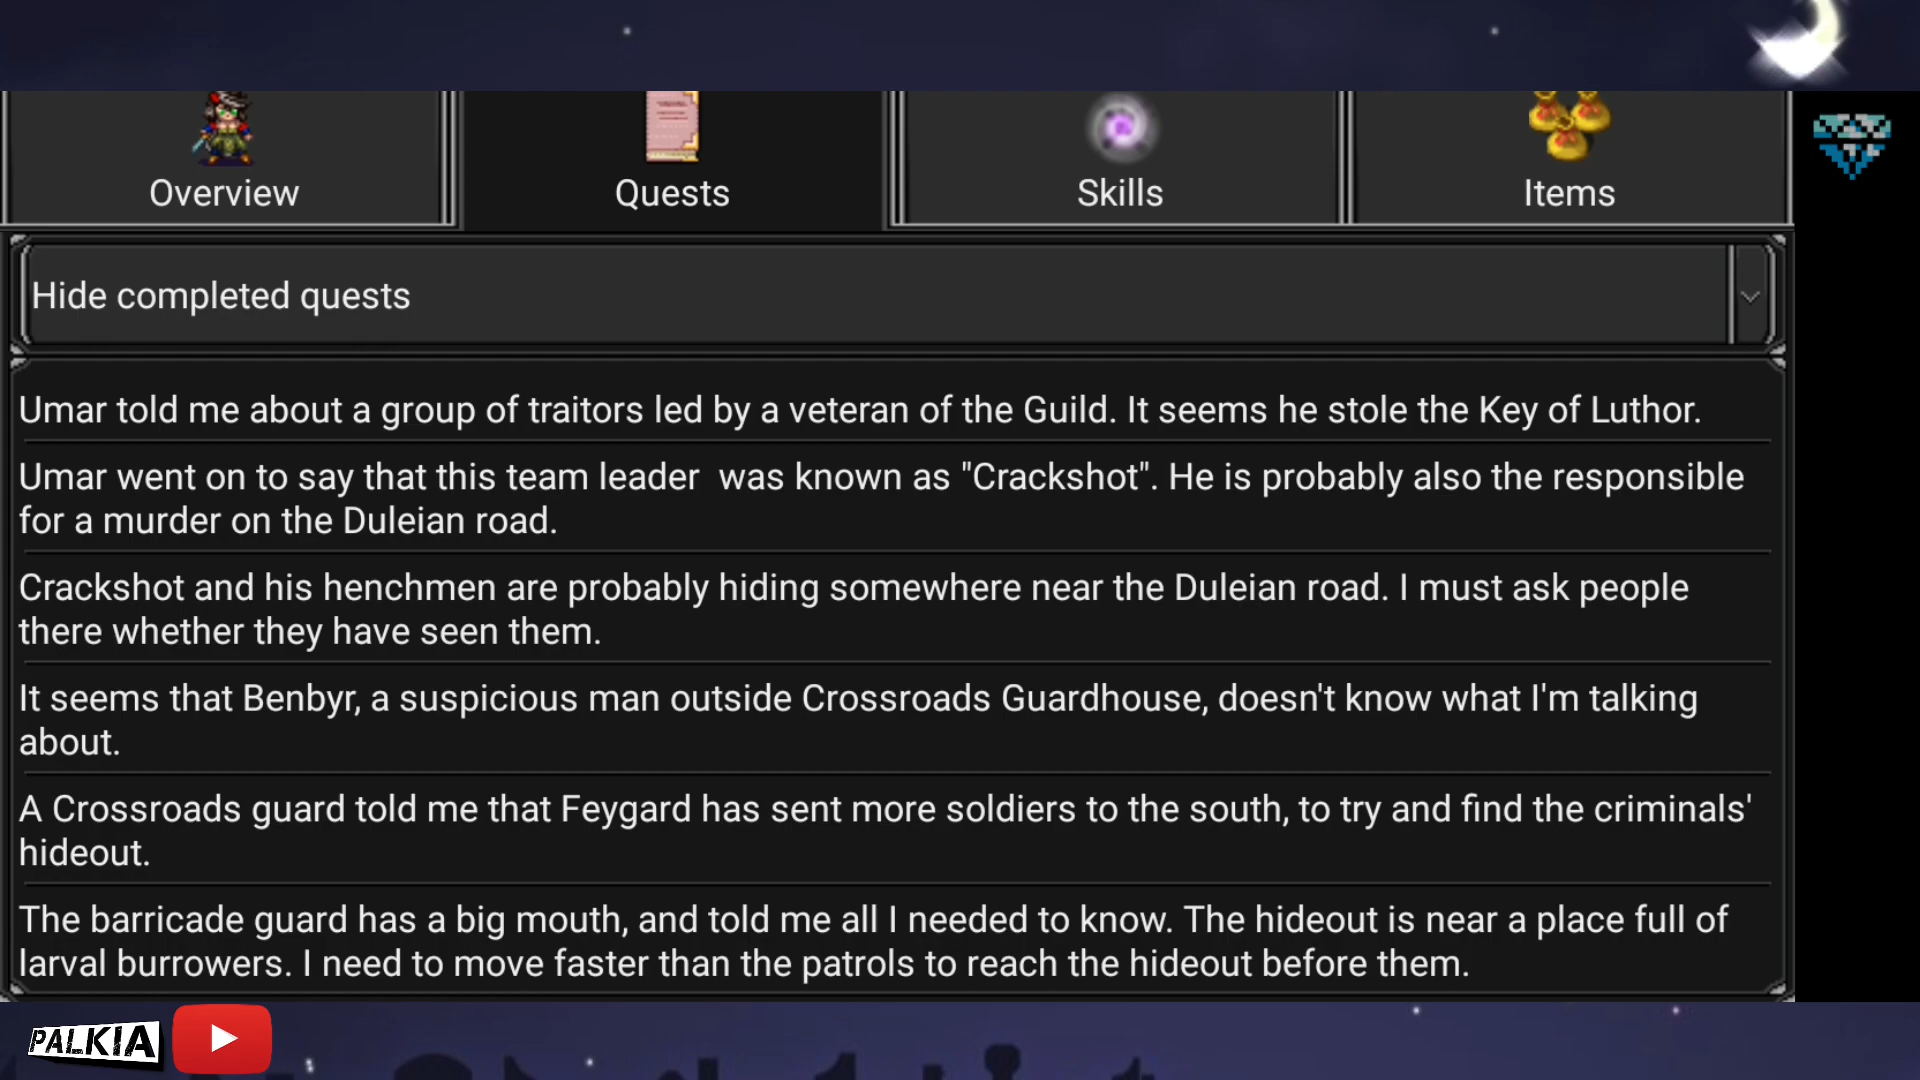 Overview
Quests
Skills
Items
Hide completed quests
Umar told me about a group of traitors led by a veteran of the Guild. It seems he stole the Key of Luthor.
Umar went on to say that this team leader  was known as "Crackshot". He is probably also the responsible
for a murder on the Duleian road.
Crackshot and his henchmen are probably hiding somewhere near the Duleian road. I must ask people
there whether they have seen them.
It seems that Benbyr, a suspicious man outside Crossroads Guardhouse, doesn't know what I'm talking
about.
A Crossroads guard told me that Feygard has sent more soldiers to the south, to try and find the criminals'
hideout.
The barricade guard has a big mouth, and told me all I needed to know. The hideout is near a place full of
larval burrowers. I need to move faster than the patrols to reach the hideout before them.
PALKIA